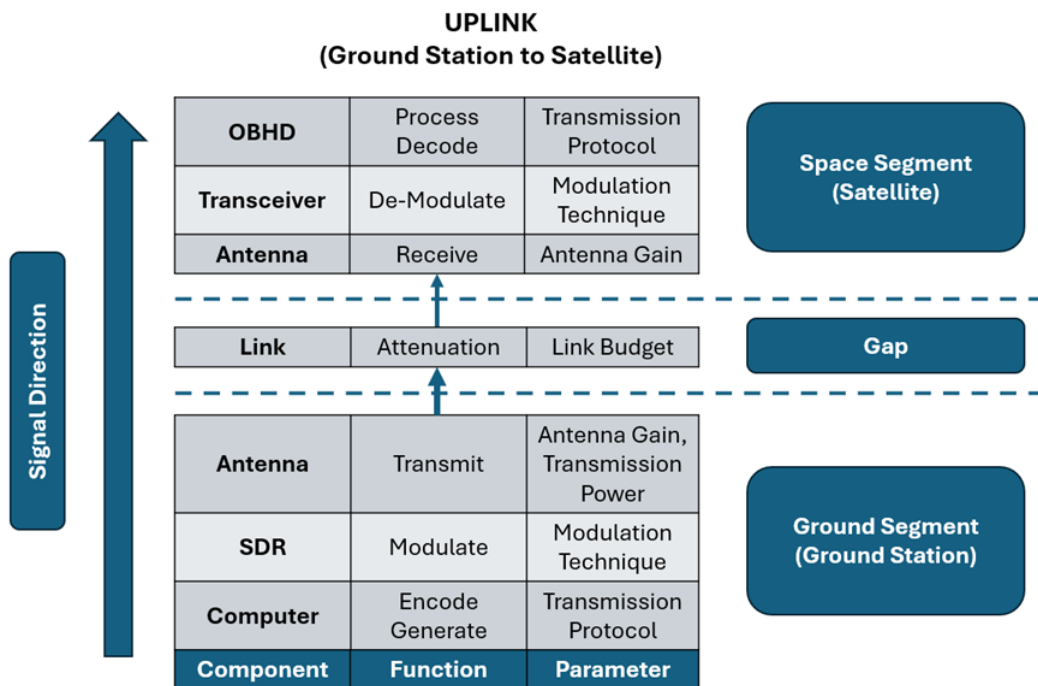 UPLINK
(Ground Station to Satellite)
OBHD
Process
Decode
Transmission
Protocol
Transceiver
De-Modulate
Modulation
Technique
Antenna
Receive
Antenna Gain
Space Segment
(Satellite)
Signal Direction
Link
Attenuation
Link Budget
Gap
Antenna
Transmit
Antenna Gain,
Transmission
Power
SDR
Modulate
Modulation
Technique
Computer
Encode
Generate
Transmission
Protocol
Ground Segment
(Ground Station)
Component
Function
Parameter